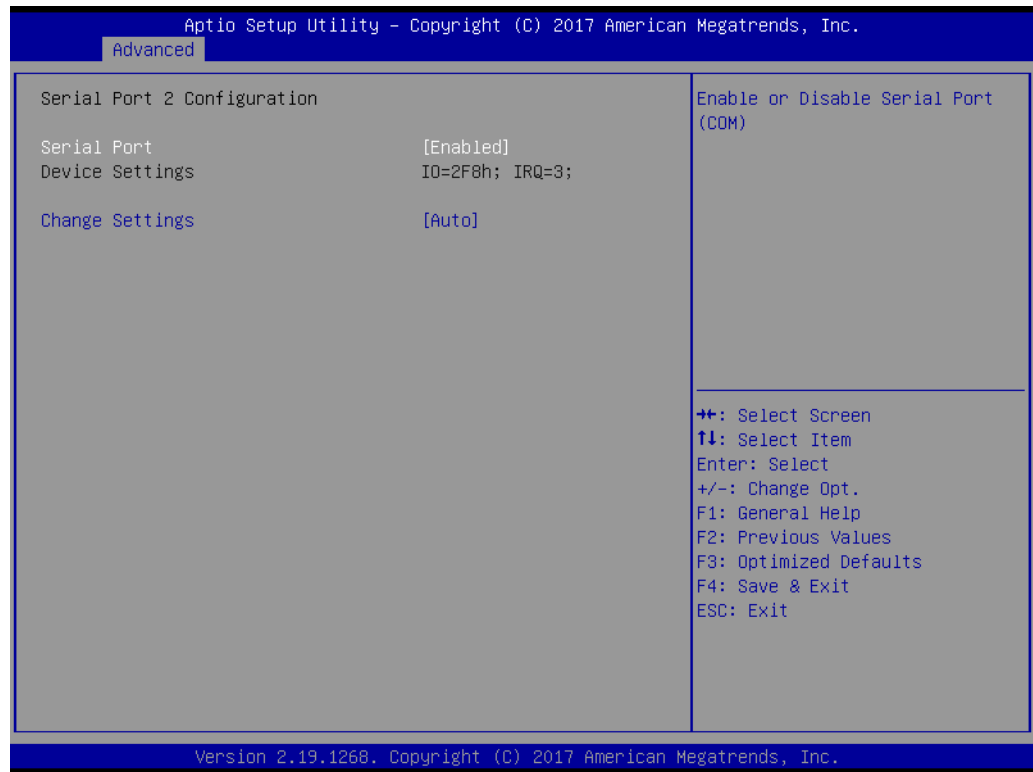 Aptio Setup Utility – Copyright (C) 2017 American Megatrends, Inc.
Advanced
Serial Port 2 Configuration
Serial Port [Enabled]
Device Settings IO=2F8h; IRQ=3;
Change Settings [Auto]
Enable or Disable Serial Port
(COM)
→←: Select Screen
↑↓: Select Item
Enter: Select
+/-: Change Opt.
F1: General Help
F2: Previous Values
F3: Optimized Defaults
F4: Save & Exit
ESC: Exit
Version 2.19.1268. Copyright (C) 2017 American Megatrends, Inc.